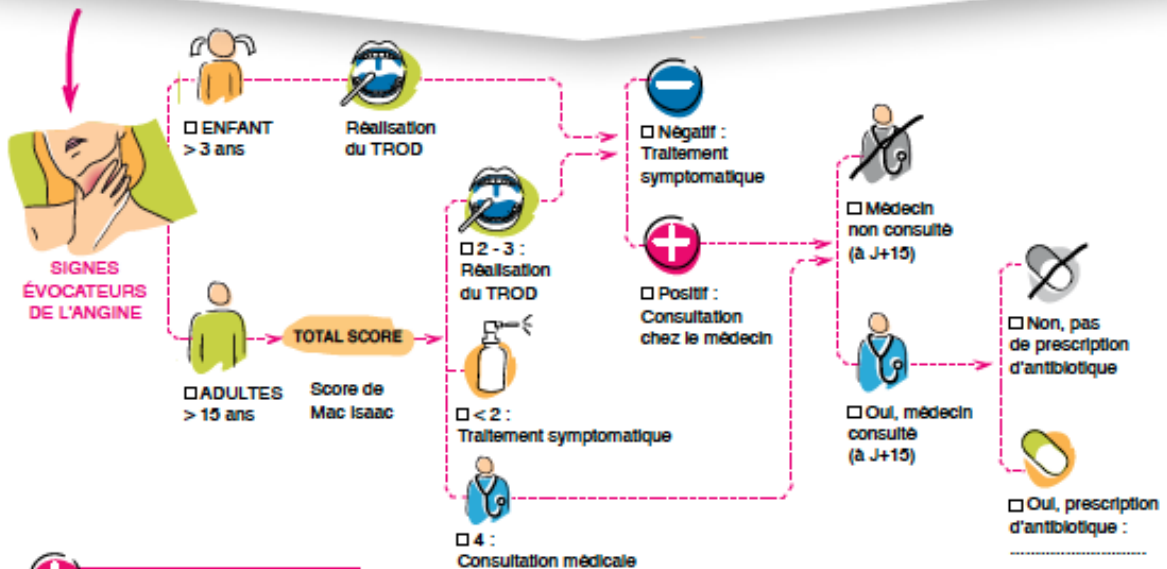 ☐ ENFANT
> 3 ans
Réalisation
du TROD
☐ Négatif :
Traitement
symptomatique
☐ Médecin
non consulté
(à J+15)
SIGNES
ÉVOCATEURS
DE L'ANGINE
☐ 2 - 3 :
Réalisation
du TROD
☐ Positif :
Consultation
chez le médecin
☐ Non, pas
de prescription
d'antibiotique
TOTAL SCORE
☐ ADULTES
> 15 ans
Score de
Mac Isaac
☐ < 2 :
Traitement symptomatique
☐ Oui, médecin
consulté
(à J+15)
☐ 4 :
Consultation médicale
☐ Oui, prescription
d'antibiotique :